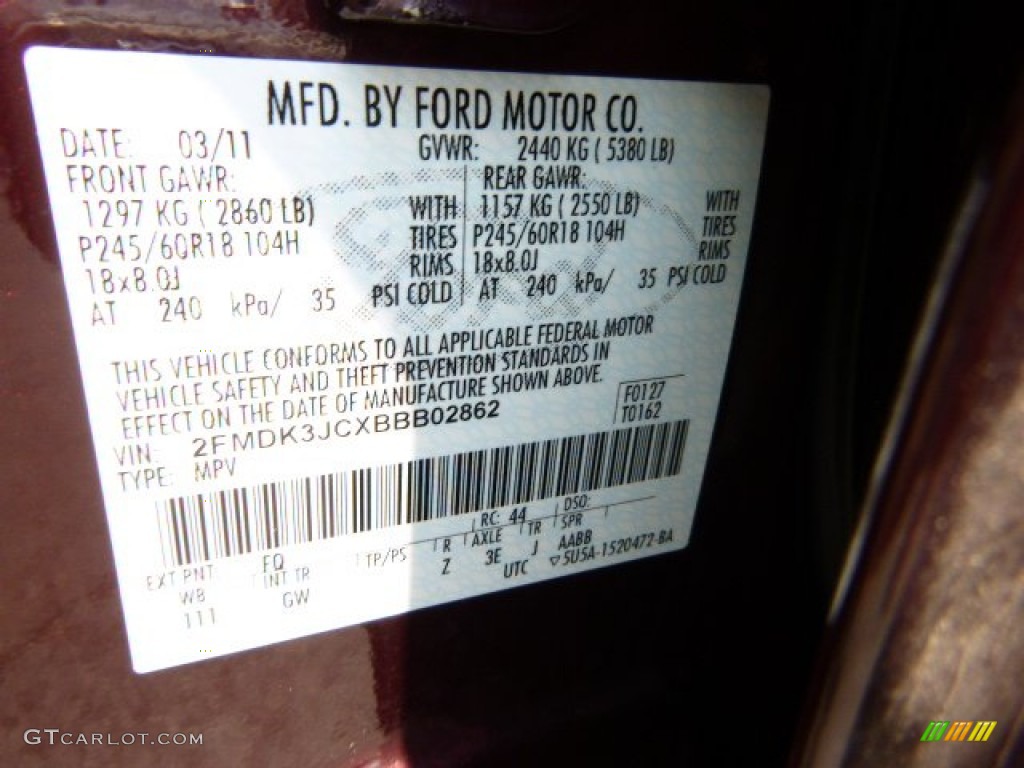 MFD. BY FORD MOTOR CO.
DATE: 03/11 GVWR: 2440 KG ( 5380 LB)
FRONT GAWR: REAR GAWR:
1297 KG ( 2860 LB) WITH 1157 KG ( 2550 LB) WITH
P245/60R18 104H TIRES P245/60R18 104H TIRES
18x8.0J RIMS 18x8.0J RIMS
AT 240 kPa/ 35 PSI COLD AT 240 kPa/ 35 PSI COLD
THIS VEHICLE CONFORMS TO ALL APPLICABLE FEDERAL MOTOR
VEHICLE SAFETY AND THEFT PREVENTION STANDARDS IN
EFFECT ON THE DATE OF MANUFACTURE SHOWN ABOVE.
VIN: 2FMDK3JCXBBB02862
F0127
TYPE: MPV
T0162
RC: 44 DSO:
EXT PNT FQ TP/PS R AXLE TR SPR
WB INT TR Z 3E J AABB
111 GW UTC ▽5U5A-1520472-BA
GTCARLOT.COM